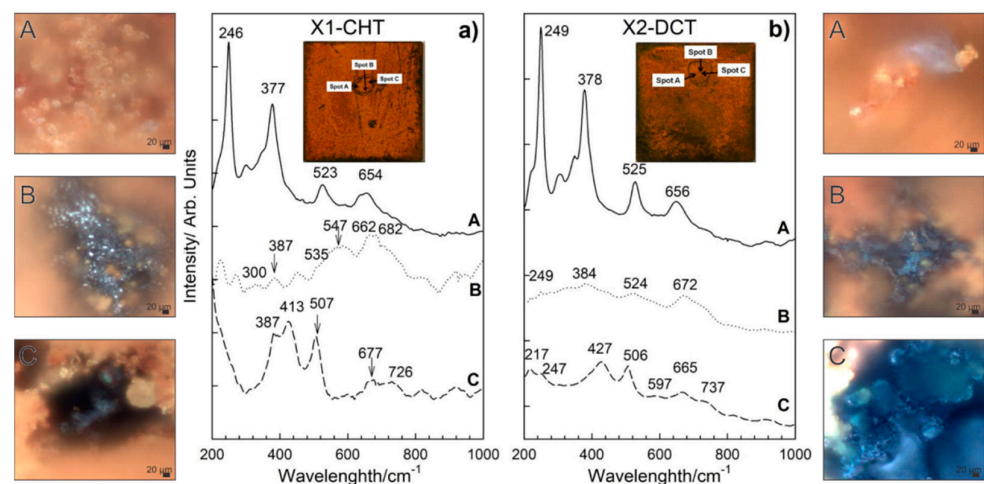 A
20 µm
B
20 µm
C
20 µm
X1-CHT
a)
246
377
523
654
A
Spot B
Spot A
Spot C
300
387
535
547
662
682
B
387
413
507
677
726
C
Intensity/ Arb. Units
200 400 600 800 1000
Wavelenghth/cm-1
X2-DCT
b)
249
378
525
656
A
Spot B
Spot A
Spot C
249
384
524
672
B
217
247
427
506
597
665
737
C
200 400 600 800 1000
Wavelenghth/cm-1
A
20 µm
B
20 µm
C
20 µm